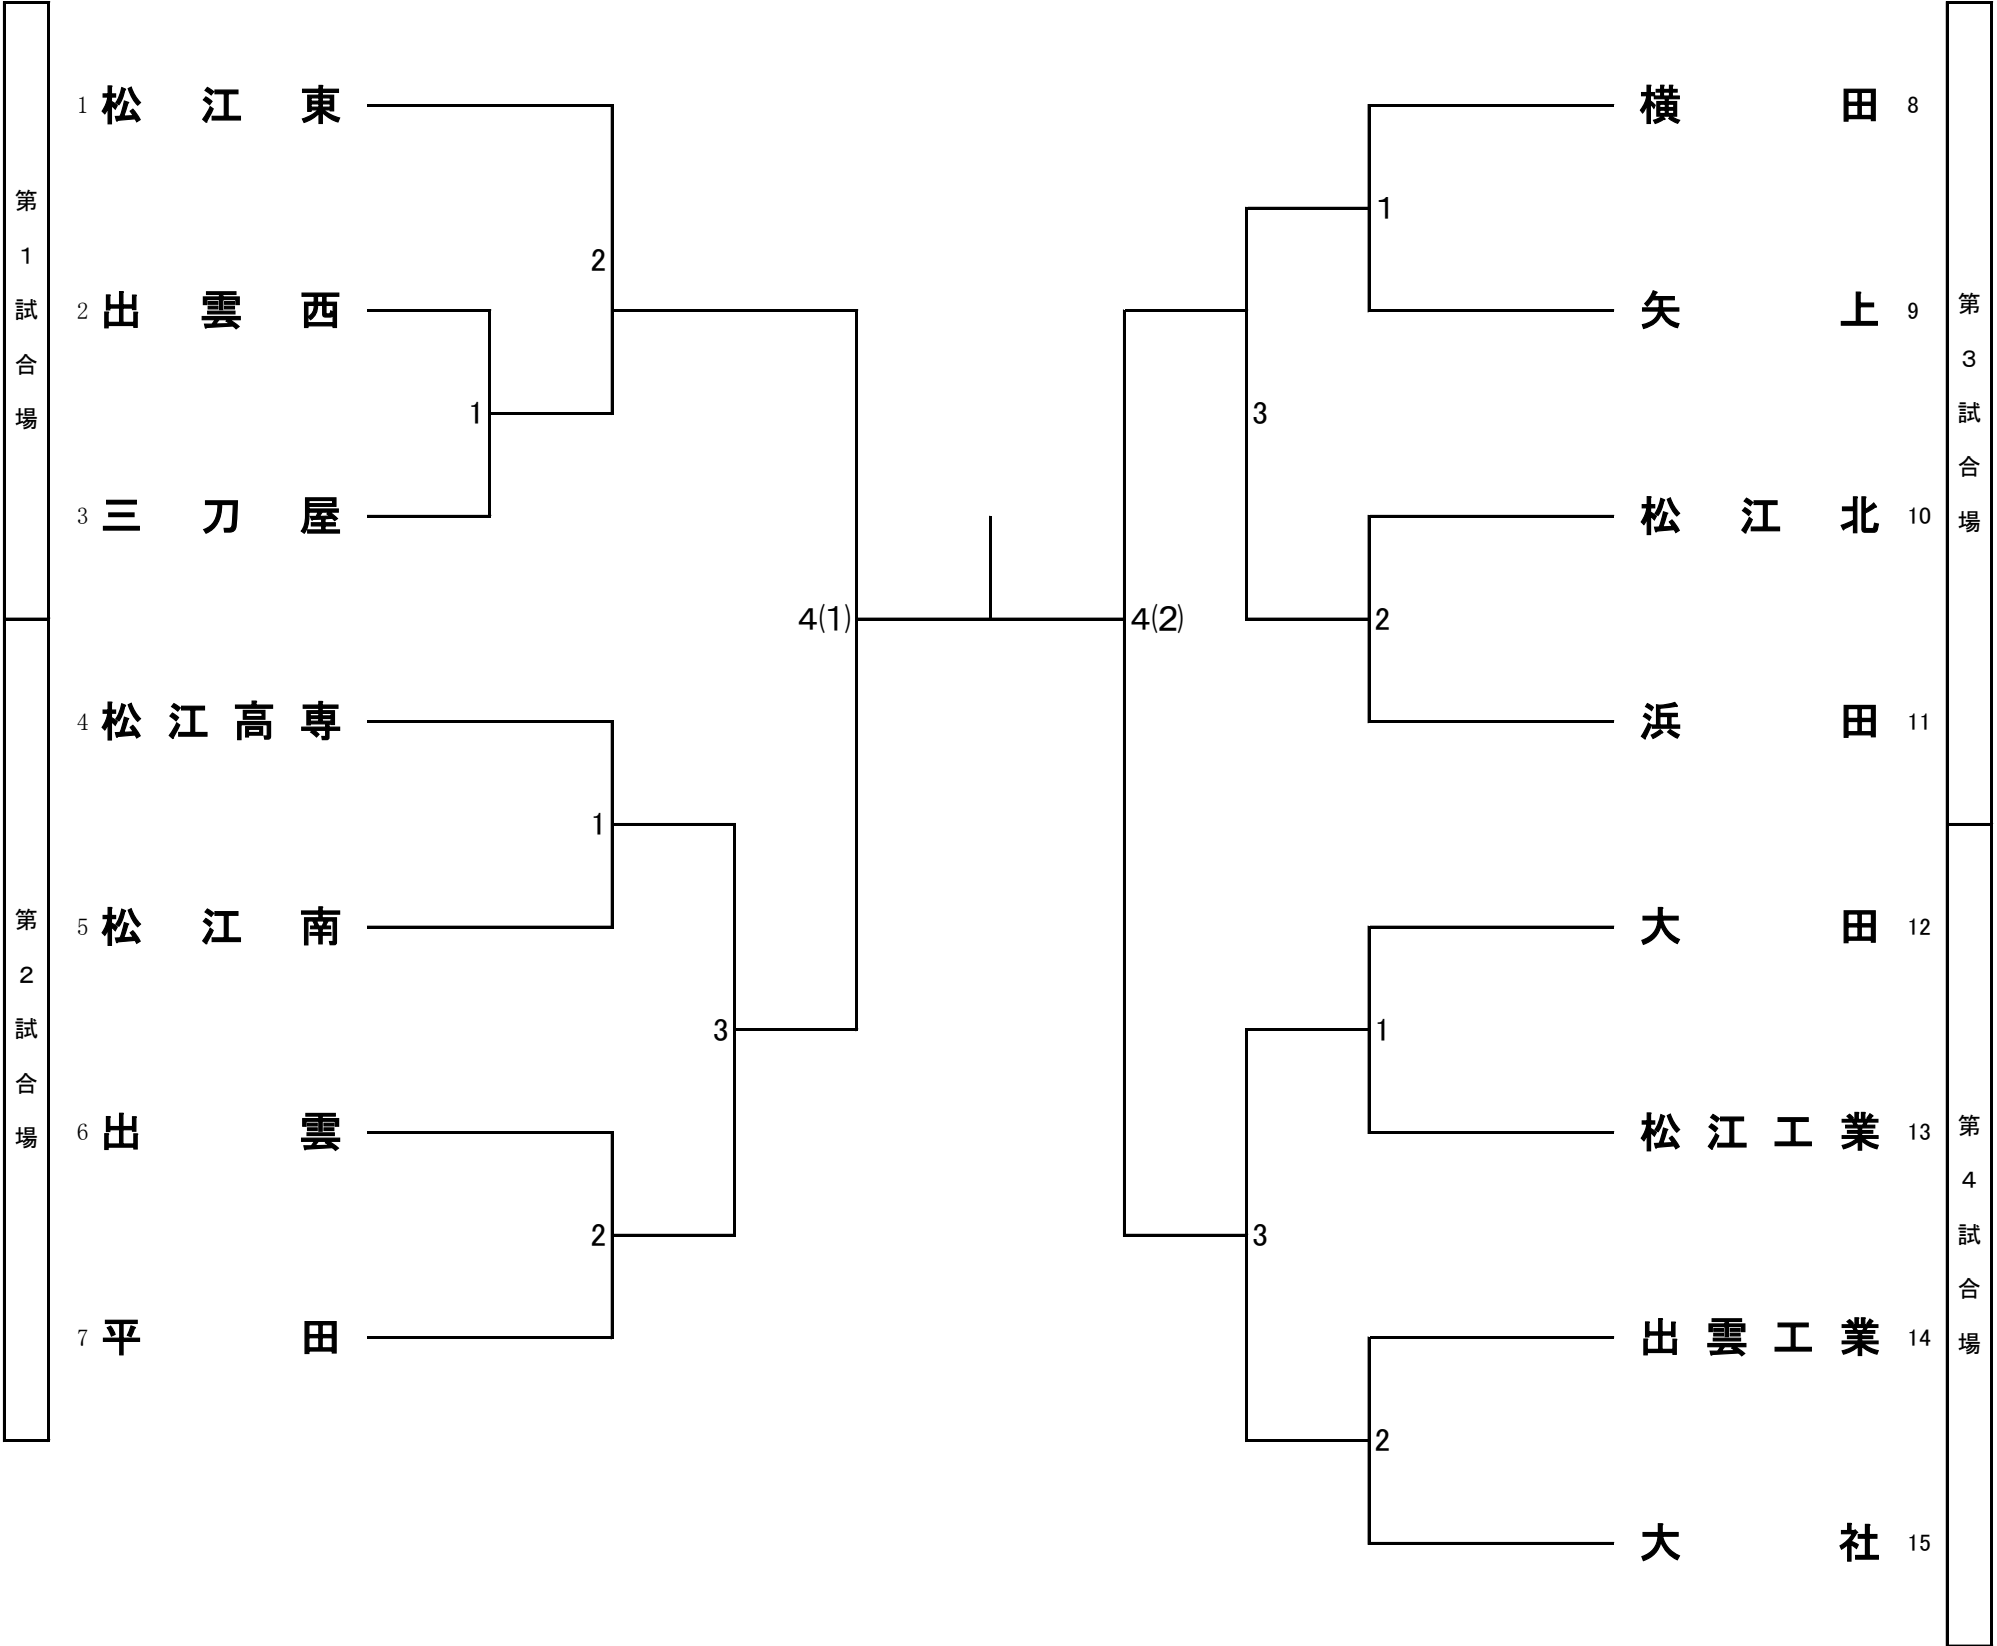 第1試合場
1 松江東
2 出雲西
3 三刀屋
2
1
第2試合場
4 松江高専
5 松江南
6 出雲
7 平田
1
2
3
4(1)
4(2)
横田 8
矢上 9
松江北 10
浜田 11
1
2
3
第3試合場
大田 12
松江工業 13
出雲工業 14
大社 15
1
2
3
第4試合場